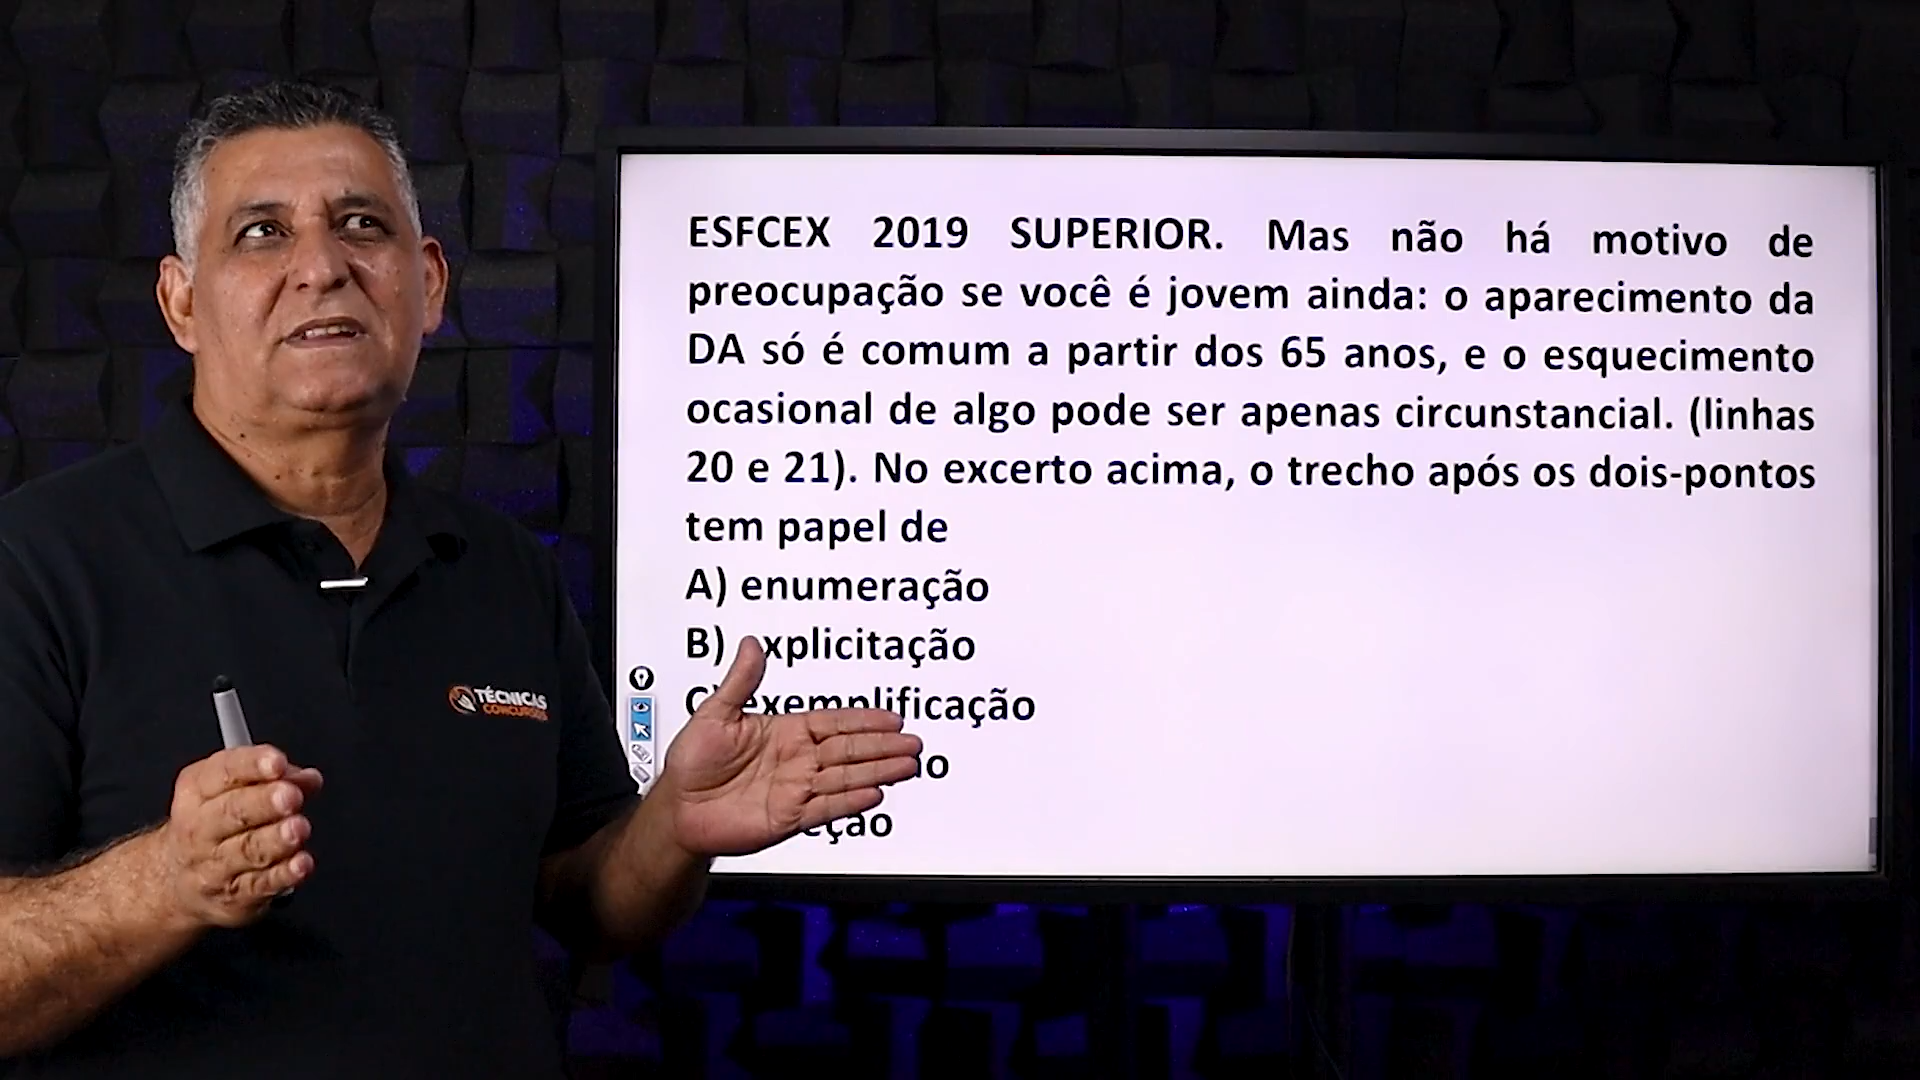 ESFCEX 2019 SUPERIOR. Mas não há motivo de
preocupação se você é jovem ainda: o aparecimento da
DA só é comum a partir dos 65 anos, e o esquecimento
ocasional de algo pode ser apenas circunstancial. (linhas
20 e 21). No excerto acima, o trecho após os dois-pontos
tem papel de
A) enumeração
B) explicitação
C) exemplificação
TÉCNICAS
CONCURSOS